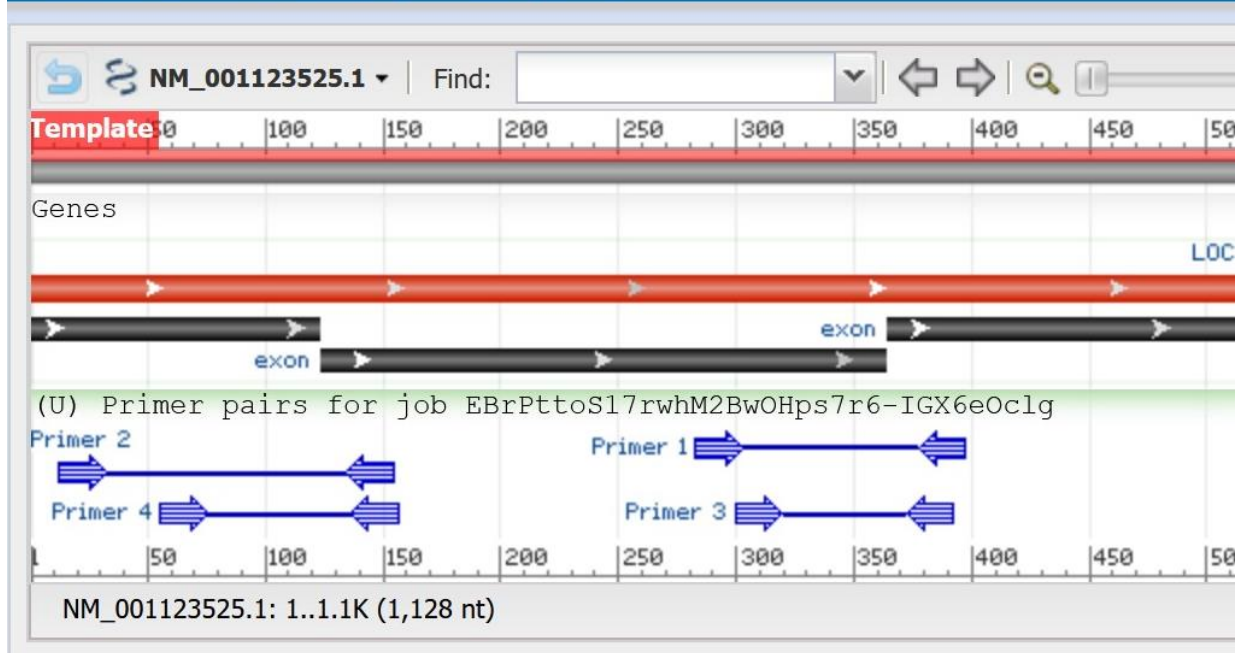 NM_001123525.1 Find:
Template 50 100 150 200 250 300 350 400 450 50
Genes
LOC
exon
exon
(U) Primer pairs for job EBrPttoS17rwhM2BwOHps7r6-IGX6eOclg
Primer 2
Primer 1
Primer 4 Primer 3
1 50 100 150 200 250 300 350 400 450 50
NM_001123525.1: 1..1.1K (1,128 nt)